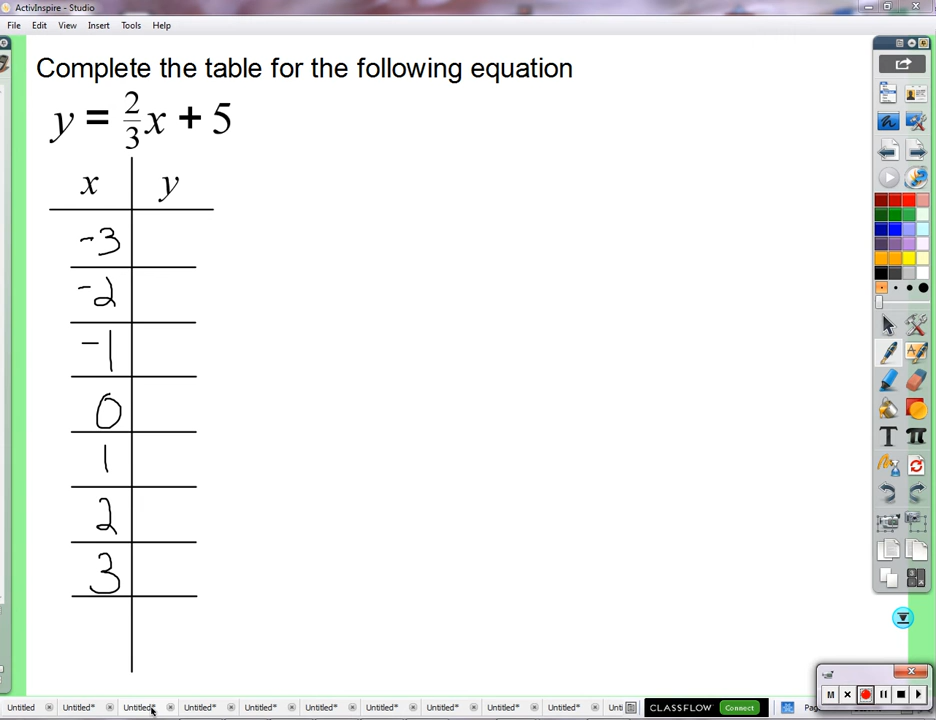 ActivInspire - Studio
File Edit View Insert Tools Help
Complete the table for the following equation
y = 2/3 x + 5
x y
-3
-2
-1
0
1
2
3
T π
M
Untitled Untitled* Untitled* Untitled* Untitled* Untitled* Untitled* Untitled* Untitled* Untitled* CLASSFLOW Connect